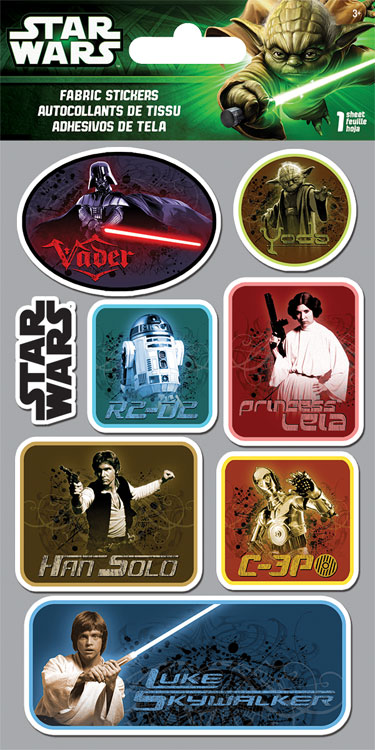 STAR
WARS
3+
FABRIC STICKERS
AUTOCOLLANTS DE TISSU
ADHESIVOS DE TELA
1 sheet
feuille
hoja
Vader
Yoda
STAR
WARS
R2-D2
princess
Leia
Han Solo
C-3PO
Luke
Skywalker